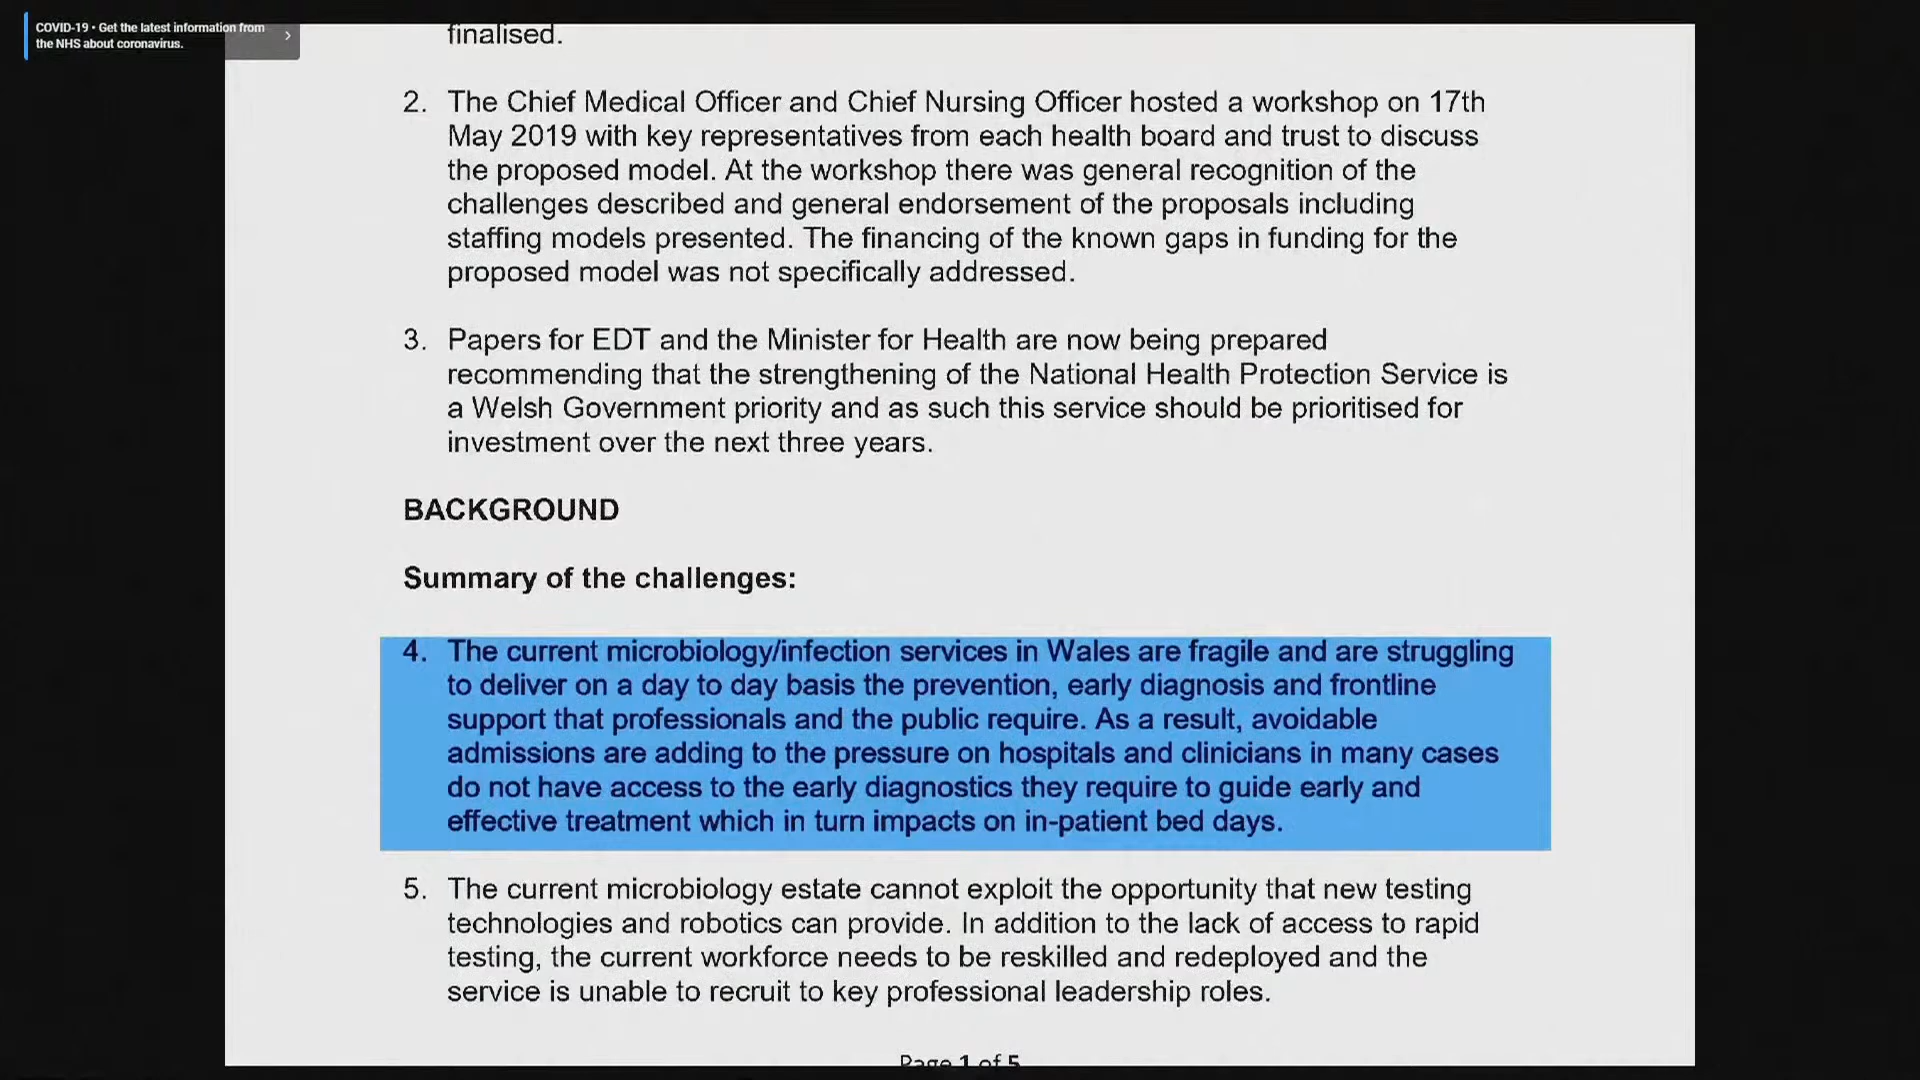 COVID-19 • Get the latest information from
the NHS about coronavirus.
finalised.
2. The Chief Medical Officer and Chief Nursing Officer hosted a workshop on 17th
May 2019 with key representatives from each health board and trust to discuss
the proposed model. At the workshop there was general recognition of the
challenges described and general endorsement of the proposals including
staffing models presented. The financing of the known gaps in funding for the
proposed model was not specifically addressed.
3. Papers for EDT and the Minister for Health are now being prepared
recommending that the strengthening of the National Health Protection Service is
a Welsh Government priority and as such this service should be prioritised for
investment over the next three years.
BACKGROUND
Summary of the challenges:
4. The current microbiology/infection services in Wales are fragile and are struggling
to deliver on a day to day basis the prevention, early diagnosis and frontline
support that professionals and the public require. As a result, avoidable
admissions are adding to the pressure on hospitals and clinicians in many cases
do not have access to the early diagnostics they require to guide early and
effective treatment which in turn impacts on in-patient bed days.
5. The current microbiology estate cannot exploit the opportunity that new testing
technologies and robotics can provide. In addition to the lack of access to rapid
testing, the current workforce needs to be reskilled and redeployed and the
service is unable to recruit to key professional leadership roles.
Page 1 of 5